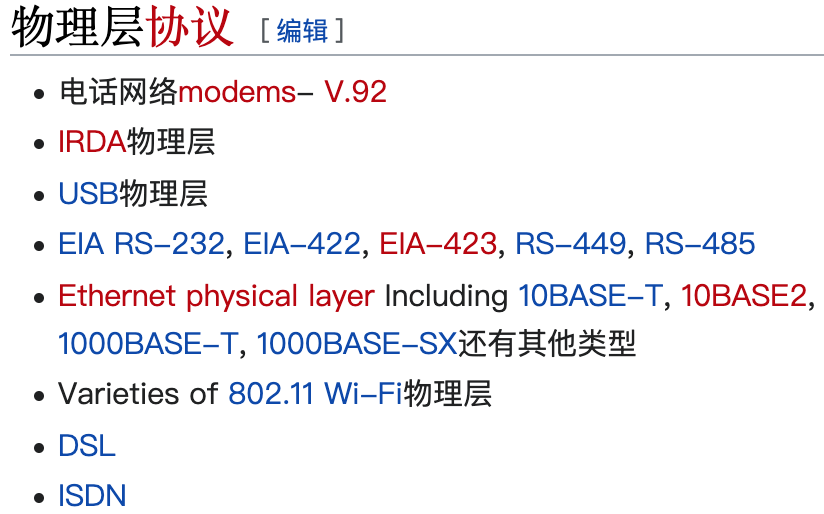 物理层协议 [编辑]
• 电话网络modems– V.92
• IRDA物理层
• USB物理层
• EIA RS-232, EIA-422, EIA-423, RS-449, RS-485
• Ethernet physical layer Including 10BASE-T, 10BASE2,
1000BASE-T, 1000BASE-SX还有其他类型
• Varieties of 802.11 Wi-Fi物理层
• DSL
• ISDN